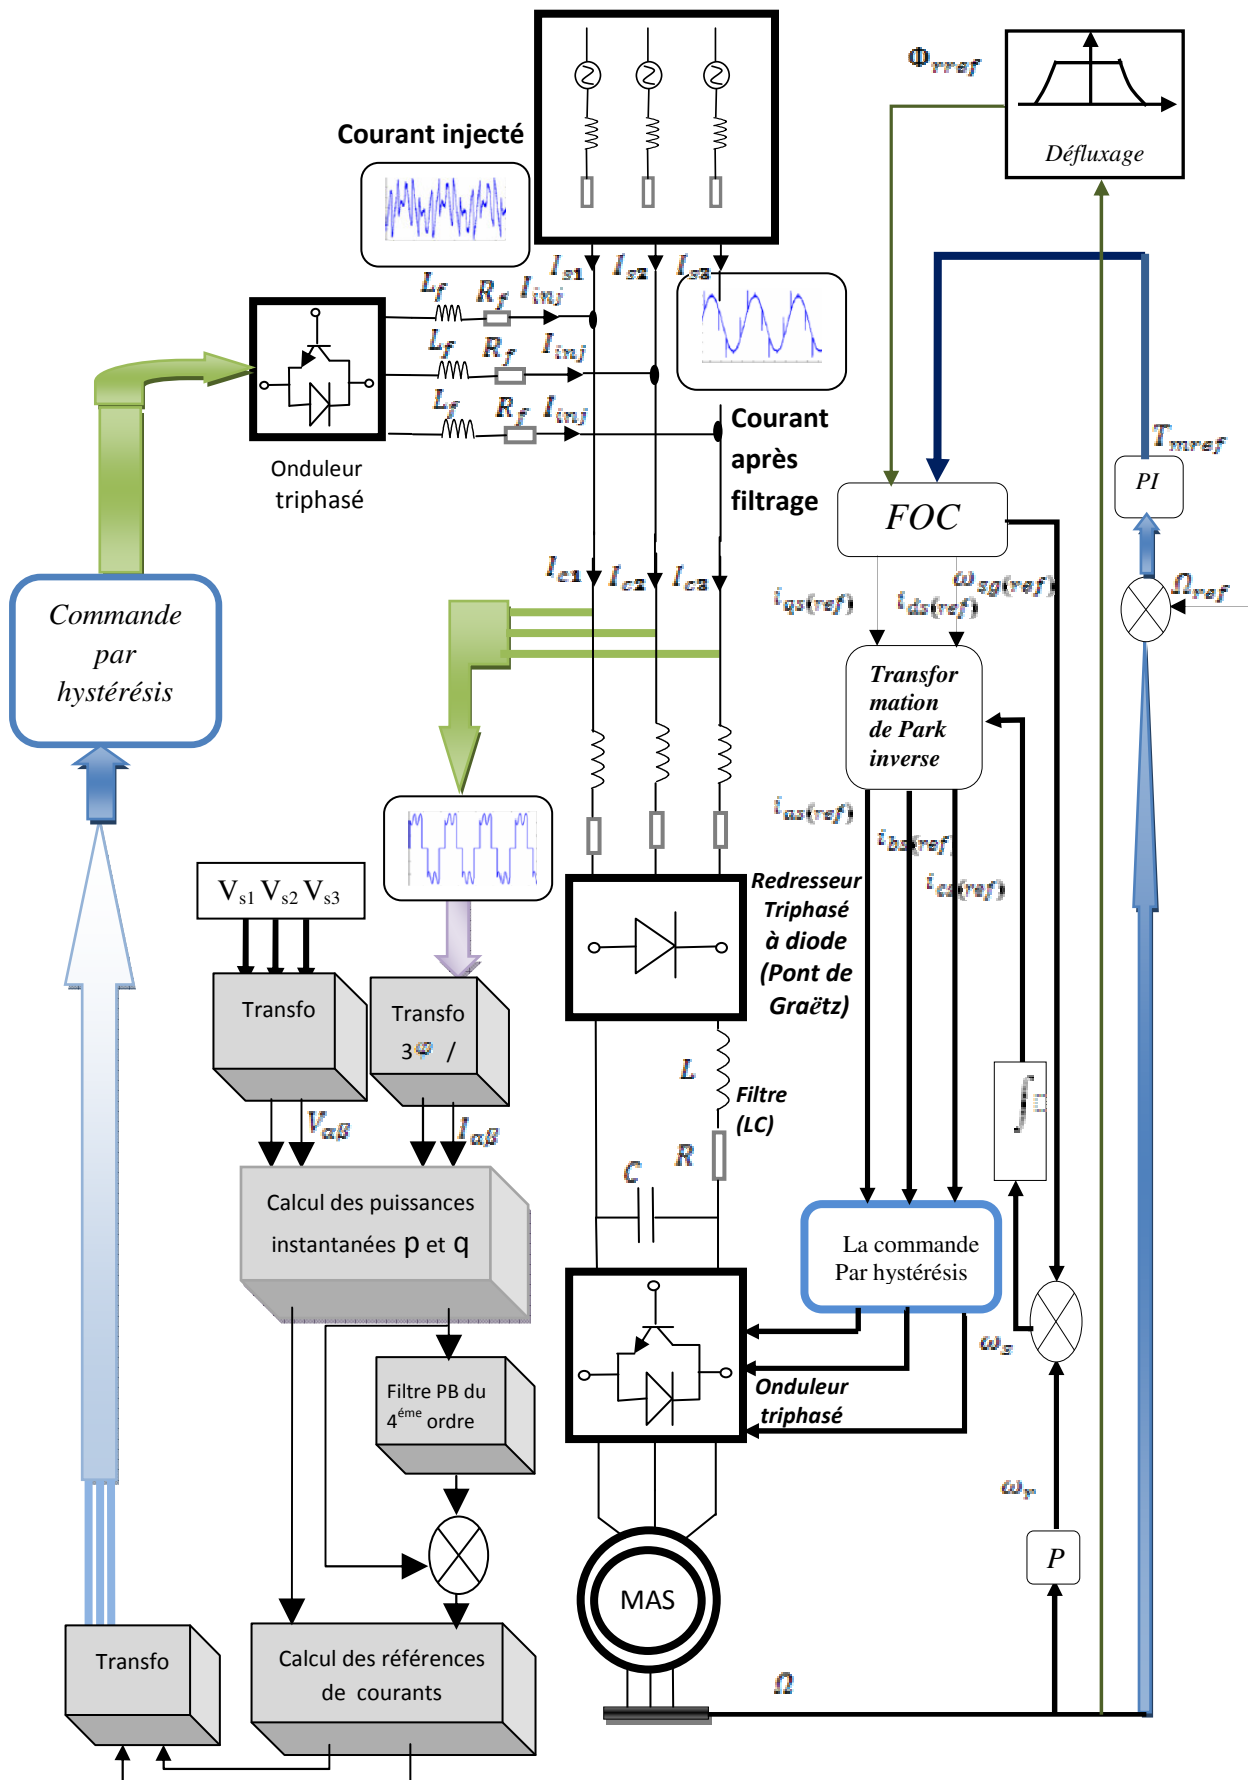 Φrref
Défluxage
Courant injecté
Is1
Is2
Is3
Lf
Rf
Iinj
Lf
Rf
Iinj
Lf
Rf
Iinj
Onduleur
triphasé
Courant
après
filtrage
Tmref
PI
FOC
Ωref
Ic1
Ic2
Ic3
iqs(ref)
ids(ref)
ωsg(ref)
Commande
par
hystérésis
Transfor
mation
de Park
inverse
ias(ref)
ibs(ref)
ics(ref)
Vs1 Vs2 Vs3
Redresseur
Triphasé
à diode
(Pont de
Graëtz)
Transfo
Transfo
3φ /
L
Filtre
(LC)
R
C
∫
Vαβ
Iαβ
Calcul des puissances
instantanées p et q
La commande
Par hystérésis
ωs
Filtre PB du
4éme ordre
Onduleur
triphasé
ωr
P
MAS
Ω
Transfo
Calcul des références
de courants